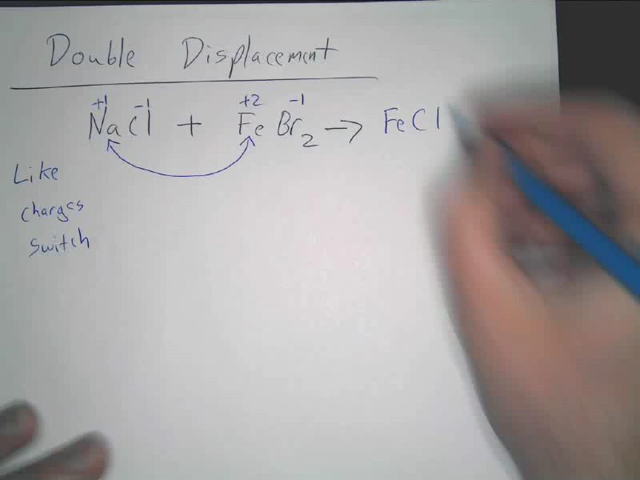 Double Displacement
+1 -1 +2 -1
NaCl + FeBr₂ → FeCl
Like
charges
switch